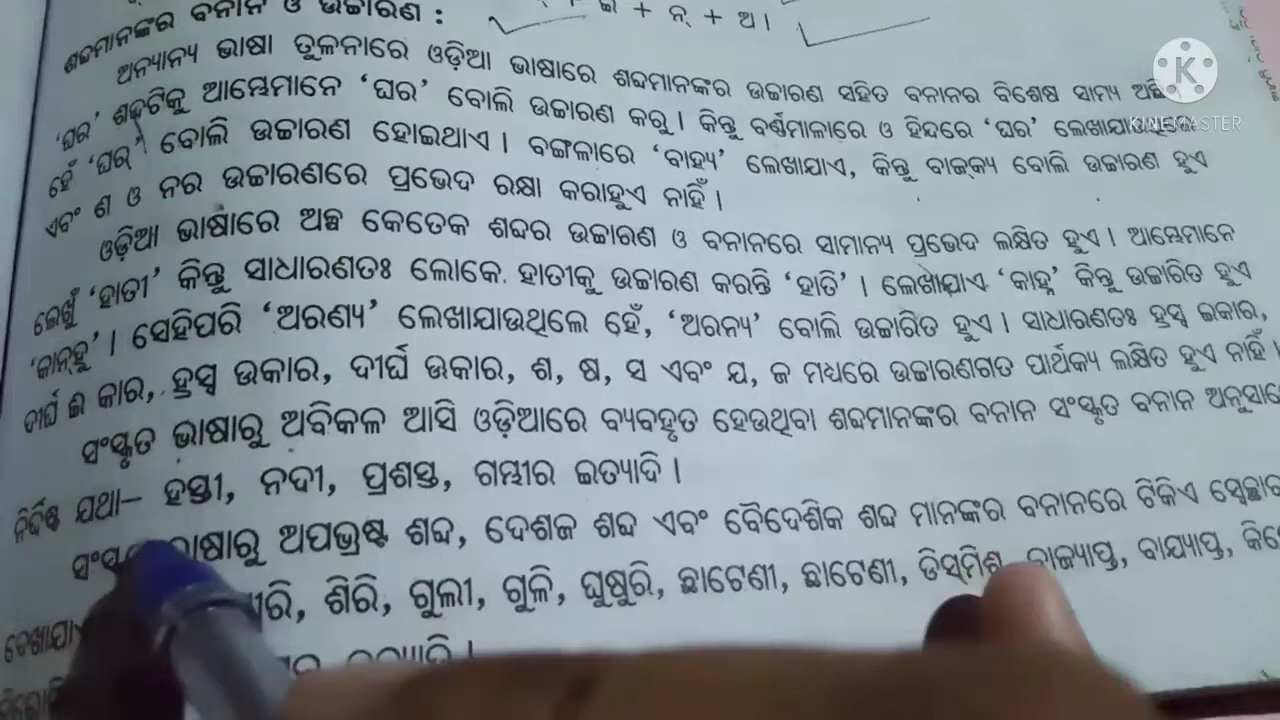 ଇ + ନ୍ + ଅ।
ଶବ୍ଦମାନଙ୍କର ବନାନ ଓ ଉଚ୍ଚାରଣ :
ଅନ୍ୟାନ୍ୟ ଭାଷା ତୁଳନାରେ ଓଡ଼ିଆ ଭାଷାରେ ଶବ୍ଦମାନଙ୍କର ଉଚ୍ଚାରଣ ସହିତ ବନାନର ବିଶେଷ ସାମ୍ୟ ଅଛି
'ଘର' ଶବ୍ଦଟିକୁ ଆମ୍ଭେମାନେ 'ଘର' ବୋଲି ଉଚ୍ଚାରଣ କରୁ। କିନ୍ତୁ ବର୍ଣ୍ଣମାଳାରେ ଓ ହିନ୍ଦୀରେ 'ଘର' ଲେଖାଯାଉଥିଲେ
ହେଁ 'ଘର୍' ବୋଲି ଉଚ୍ଚାରଣ ହୋଇଥାଏ। ବଙ୍ଗଳାରେ 'ବାହ୍ୟ' ଲେଖାଯାଏ, କିନ୍ତୁ ବାଜ୍‌କ୍ୟ ବୋଲି ଉଚ୍ଚାରଣ ହୁଏ
ଏବଂ ଣ ଓ ନର ଉଚ୍ଚାରଣରେ ପ୍ରଭେଦ ରକ୍ଷା କରାହୁଏ ନାହିଁ।
ଓଡ଼ିଆ ଭାଷାରେ ଅଳ୍ପ କେତେକ ଶବ୍ଦର ଉଚ୍ଚାରଣ ଓ ବନାନରେ ସାମାନ୍ୟ ପ୍ରଭେଦ ଲକ୍ଷିତ ହୁଏ। ଆମ୍ଭେମାନେ
ଲେଖୁଁ 'ହାତୀ' କିନ୍ତୁ ସାଧାରଣତଃ ଲୋକେ ହାତୀକୁ ଉଚ୍ଚାରଣ କରନ୍ତି 'ହାତି'। ଲେଖାଯାଏ 'କାହ୍ନୁ' କିନ୍ତୁ ଉଚ୍ଚାରିତ ହୁଏ
'କାନ୍‌ହୁ'। ସେହିପରି 'ଅରଣ୍ୟ' ଲେଖାଯାଉଥିଲେ ହେଁ, 'ଅରନ୍ୟ' ବୋଲି ଉଚ୍ଚାରିତ ହୁଏ। ସାଧାରଣତଃ ହ୍ରସ୍ୱ ଇକାର,
ଦୀର୍ଘ ଈ କାର, ହ୍ରସ୍ୱ ଉକାର, ଦୀର୍ଘ ଊକାର, ଶ, ଷ, ସ ଏବଂ ଯ, ଜ ମଧରେ ଉଚ୍ଚାରଣଗତ ପାର୍ଥକ୍ୟ ଲକ୍ଷିତ ହୁଏ ନାହିଁ।
ସଂସ୍କୃତ ଭାଷାରୁ ଅବିକଳ ଆସି ଓଡ଼ିଆରେ ବ୍ୟବହୃତ ହେଉଥିବା ଶବ୍ଦମାନଙ୍କର ବନାନ ସଂସ୍କୃତ ବନାନ ଅନୁସାରେ
ନିର୍ଦ୍ଦିଷ୍ଟ ଯଥା— ହସ୍ତୀ, ନଦୀ, ପ୍ରଶସ୍ତ, ଗମ୍ଭୀର ଇତ୍ୟାଦି।
ଭାଷାରୁ ଅପଭ୍ରଷ୍ଟ ଶବ୍ଦ, ଦେଶଜ ଶବ୍ଦ ଏବଂ ବୈଦେଶିକ ଶବ୍ଦ ମାନଙ୍କର ବନାନରେ ଟିକିଏ
ଶିରି, ଗୁଲୀ, ଗୁଳି, ଘୁଷୁରି, ଛାଟେଣୀ, ଛାଟେଣୀ, ଡିସ୍‌ମିଶ୍ ବାଜ୍ୟାପ୍ତ, ବାଯ୍ୟାପ୍ତ,
KINEMASTER